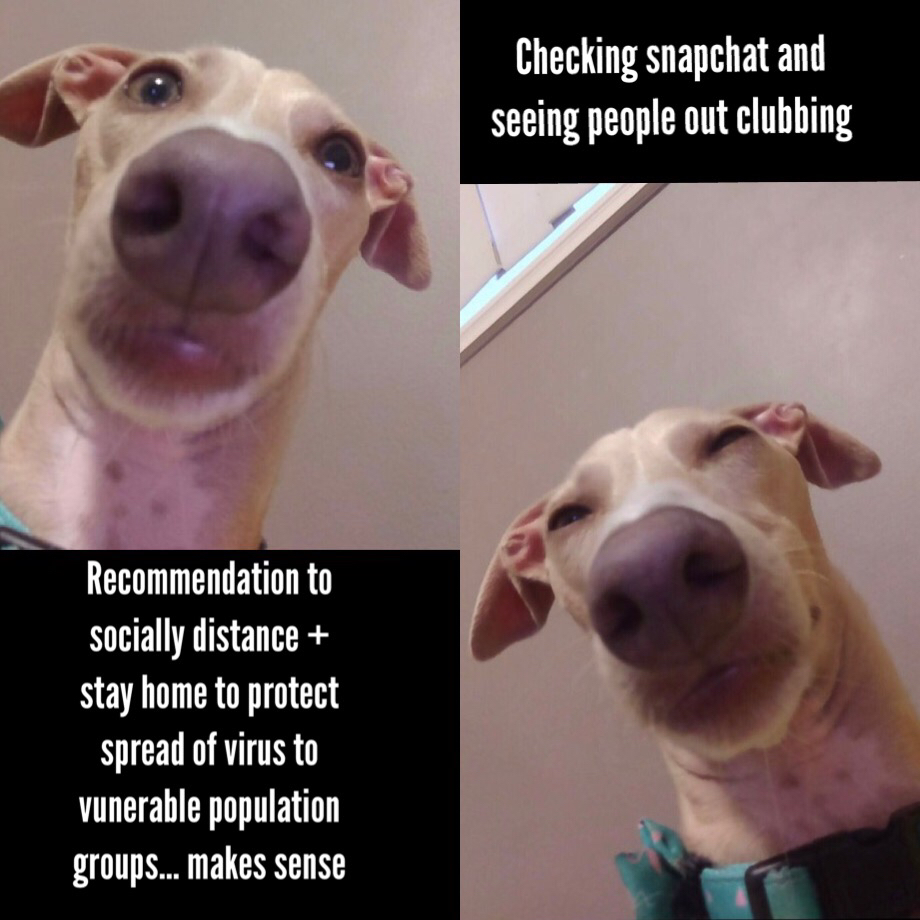 Recommendation to
socially distance +
stay home to protect
spread of virus to
vunerable population
groups... makes sense
Checking snapchat and
seeing people out clubbing